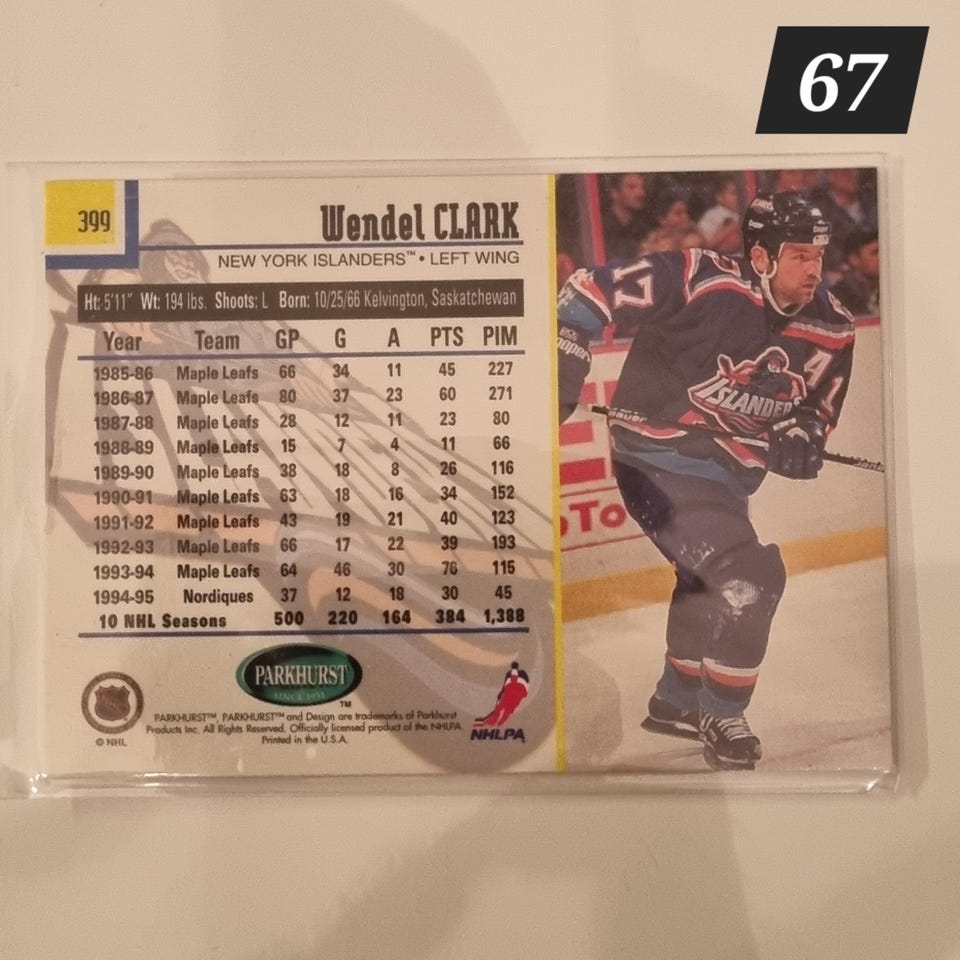 67
399
Wendel CLARK
NEW YORK ISLANDERS™ • LEFT WING
Ht: 5'11" Wt: 194 lbs. Shoots: L Born: 10/25/66 Kelvington, Saskatchewan
Year Team GP G A PTS PIM
1985-86 Maple Leafs 66 34 11 45 227
1986-87 Maple Leafs 80 37 23 60 271
1987-88 Maple Leafs 28 12 11 23 80
1988-89 Maple Leafs 15 7 4 11 66
1989-90 Maple Leafs 38 18 8 26 116
1990-91 Maple Leafs 63 18 16 34 152
1991-92 Maple Leafs 43 19 21 40 123
1992-93 Maple Leafs 66 17 22 39 193
1993-94 Maple Leafs 64 46 30 76 115
1994-95 Nordiques 37 12 18 30 45
10 NHL Seasons 500 220 164 384 1,388
PARKHURST
SINCE 1951
™
PARKHURST™, PARKHURST™ and Design are trademarks of Parkhurst
Products Inc. All Rights Reserved. Officially licensed product of the NHLPA.
Printed in the U.S.A.
© NHL
NHLPA
17
A
ISLANDERS
1